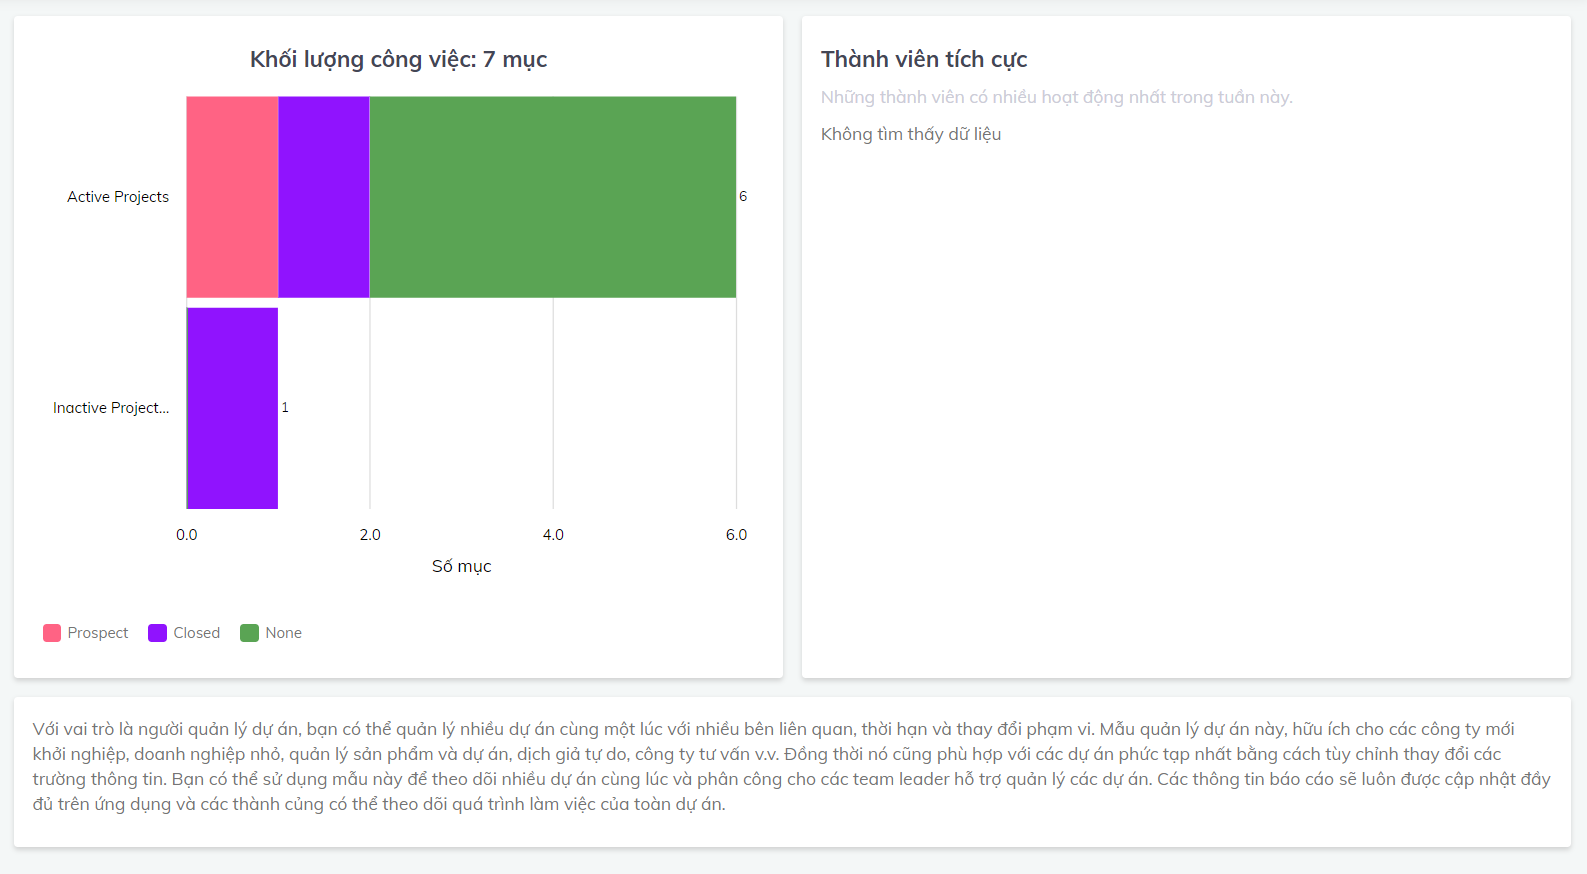 Khối lượng công việc: 7 mục
Active Projects
6
Inactive Project...
1
0.0 2.0 4.0 6.0
Số mục
Prospect Closed None
Thành viên tích cực
Những thành viên có nhiều hoạt động nhất trong tuần này.
Không tìm thấy dữ liệu
Với vai trò là người quản lý dự án, bạn có thể quản lý nhiều dự án cùng một lúc với nhiều bên liên quan, thời hạn và thay đổi phạm vi. Mẫu quản lý dự án này, hữu ích cho các công ty mới
khởi nghiệp, doanh nghiệp nhỏ, quản lý sản phẩm và dự án, dịch giả tự do, công ty tư vấn v.v. Đồng thời nó cũng phù hợp với các dự án phức tạp nhất bằng cách tùy chỉnh thay đổi các
trường thông tin. Bạn có thể sử dụng mẫu này để theo dõi nhiều dự án cùng lúc và phân công cho các team leader hỗ trợ quản lý các dự án. Các thông tin báo cáo sẽ luôn được cập nhật đầy
đủ trên ứng dụng và các thành củng có thể theo dõi quá trình làm việc của toàn dự án.